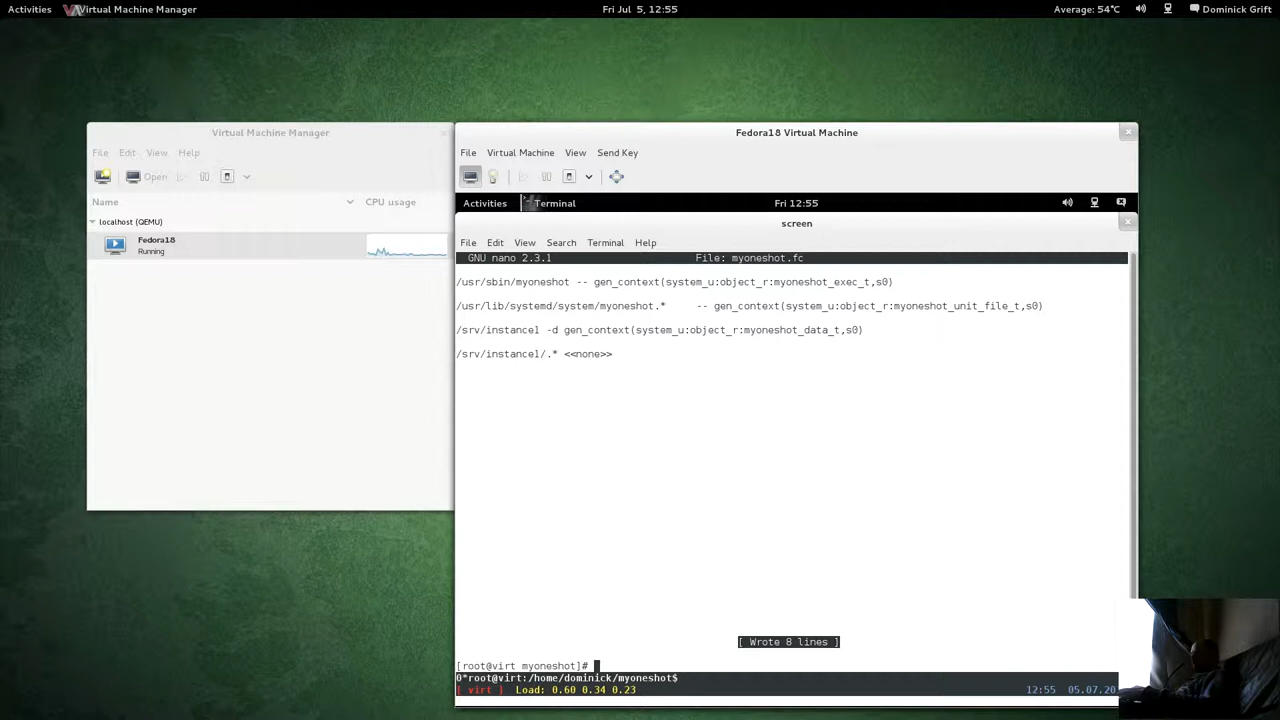 Activities Virtual Machine Manager Fri Jul 5, 12:55 Average: 54°C Dominick Grift
Virtual Machine Manager
File Edit View Help
Open
Name CPU usage
localhost (QEMU)
Fedora18
Running
Fedora18 Virtual Machine
File Virtual Machine View Send Key
Activities Terminal Fri 12:55
screen
File Edit View Search Terminal Help
GNU nano 2.3.1 File: myoneshot.fc
/usr/sbin/myoneshot -- gen_context(system_u:object_r:myoneshot_exec_t,s0)
/usr/lib/systemd/system/myoneshot.* -- gen_context(system_u:object_r:myoneshot_unit_file_t,s0)
/srv/instance1 -d gen_context(system_u:object_r:myoneshot_data_t,s0)
/srv/instance1/.* <<none>>
[ Wrote 8 lines ]
[root@virt myoneshot]#
0*root@virt:/home/dominick/myoneshot$
[ virt ] Load: 0.60 0.34 0.23 12:55 05.07.20